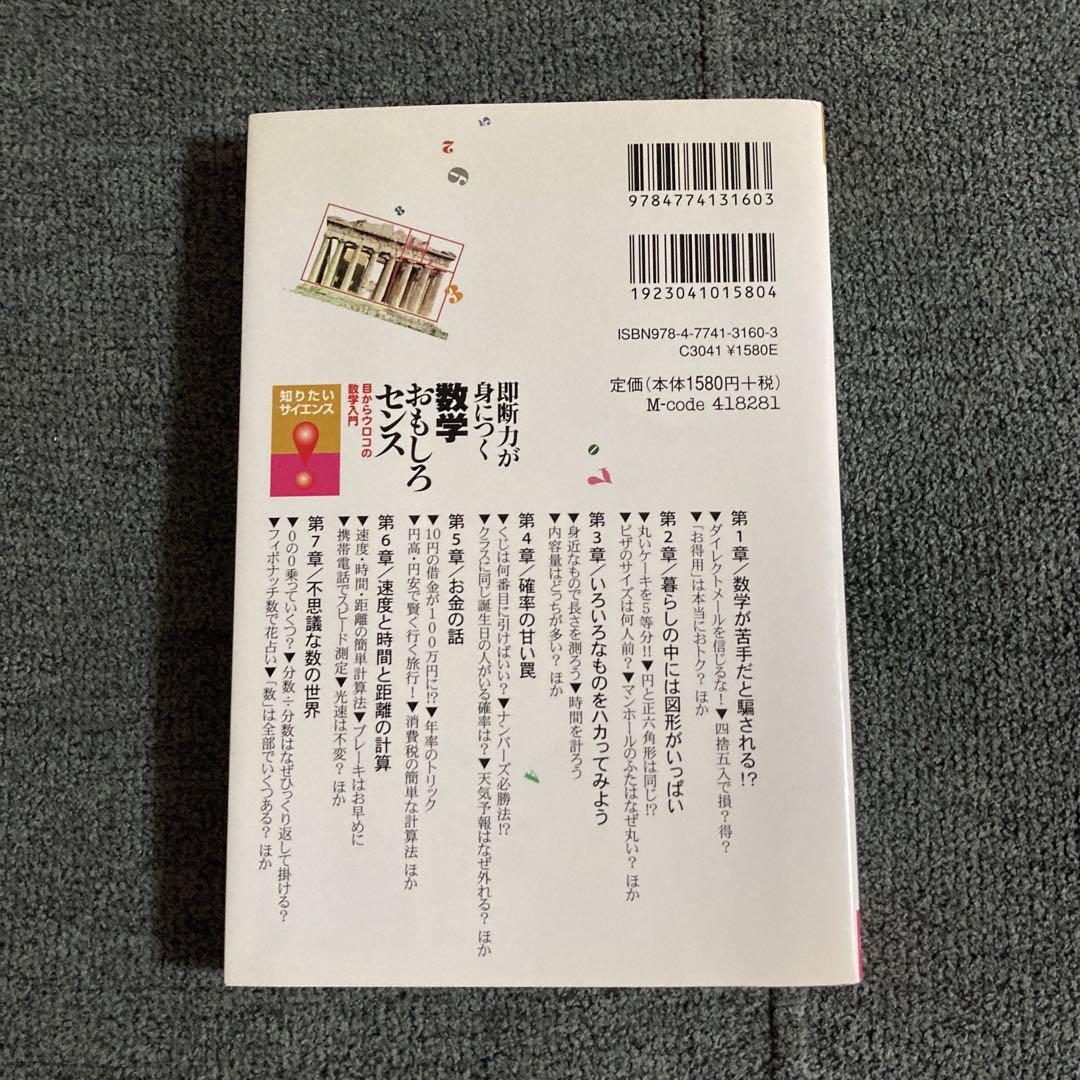 9784774131603
1923041015804
ISBN978-4-7741-3160-3
C3041 ¥1580E
定価(本体1580円+税)
M-code 418281
5
2
6
8
3
即断力が
身につく
数学
おもしろ
センス
目からウロコの
数学入門
知りたい
サイエンス
!
0
7
4
第1章/数学が苦手だと騙される!?
▼ダイレクトメールを信じるな!▼四捨五入で損?得?
▼「お得用」は本当におトク? ほか
第2章/暮らしの中には図形がいっぱい
▼丸いケーキを5等分!!▼円と正六角形は同じ!?
▼ピザのサイズは何人前?▼マンホールのふたはなぜ丸い? ほか
第3章/いろいろなものをハカってみよう
▼身近なもので長さを測ろう▼時間を計ろう
▼内容量はどっちが多い? ほか
第4章/確率の甘い罠
▼くじは何番目に引けばいい?▼ナンバーズ必勝法!?
▼クラスに同じ誕生日の人がいる確率は?▼天気予報はなぜ外れる? ほか
第5章/お金の話
▼10円の借金が100万円に!?▼年率のトリック
▼円高・円安で賢く行く旅行!▼消費税の簡単な計算法 ほか
第6章/速度と時間と距離の計算
▼速度・時間・距離の簡単計算法▼ブレーキはお早めに
▼携帯電話でスピード測定▼光速は不変? ほか
第7章/不思議な数の世界
▼0の0乗っていくつ?▼分数÷分数はなぜひっくり返して掛ける?
▼フィボナッチ数で花占い▼「数」は全部でいくつある? ほか